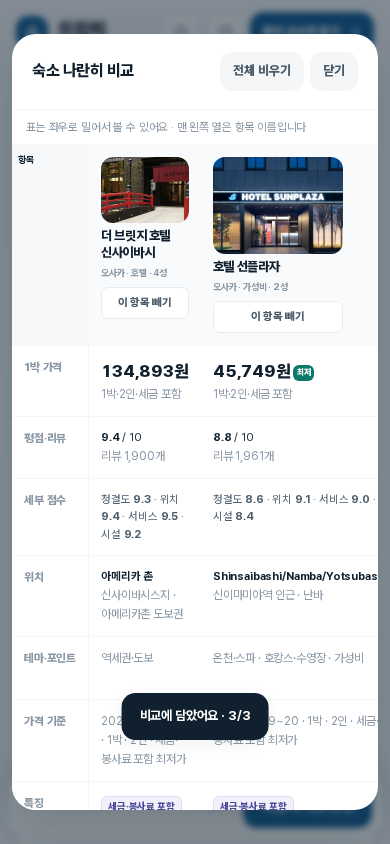 숙소 나란히 비교
전체 비우기
닫기
표는 좌우로 밀어서 볼 수 있어요 · 맨 왼쪽 열은 항목 이름입니다
항목
더 브릿지 호텔
신사이바시
오사카 · 호텔 · 4성
이 항목 빼기
HOTEL SUNPLAZA
호텔 선플라자
오사카 · 가성비 · 2성
이 항목 빼기
1박 가격
134,893원
1박·2인·세금 포함
45,749원 최저
1박·2인·세금 포함
평점·리뷰
9.4 / 10
리뷰 1,900개
8.8 / 10
리뷰 1,961개
세부 점수
청결도 9.3 · 위치
9.4 · 서비스 9.5 ·
시설 9.2
청결도 8.6 · 위치 9.1 · 서비스 9.0 ·
시설 8.4
위치
아메리카 촌
신사이바시스지 ·
아메리카촌 도보권
Shinsaibashi/Namba/Yotsubas
신이마미야역 인근 · 난바
테마·포인트
역세권·도보
온천·스파 · 호캉스·수영장 · 가성비
가격 기준
202
· 1박 · 2인 · 세금·
봉사료 포함 최저가
9~20 · 1박 · 2인 · 세금·
봉사료 포함 최저가
비교에 담았어요 · 3/3
특징
세금·봉사료 포함
세금·봉사료 포함